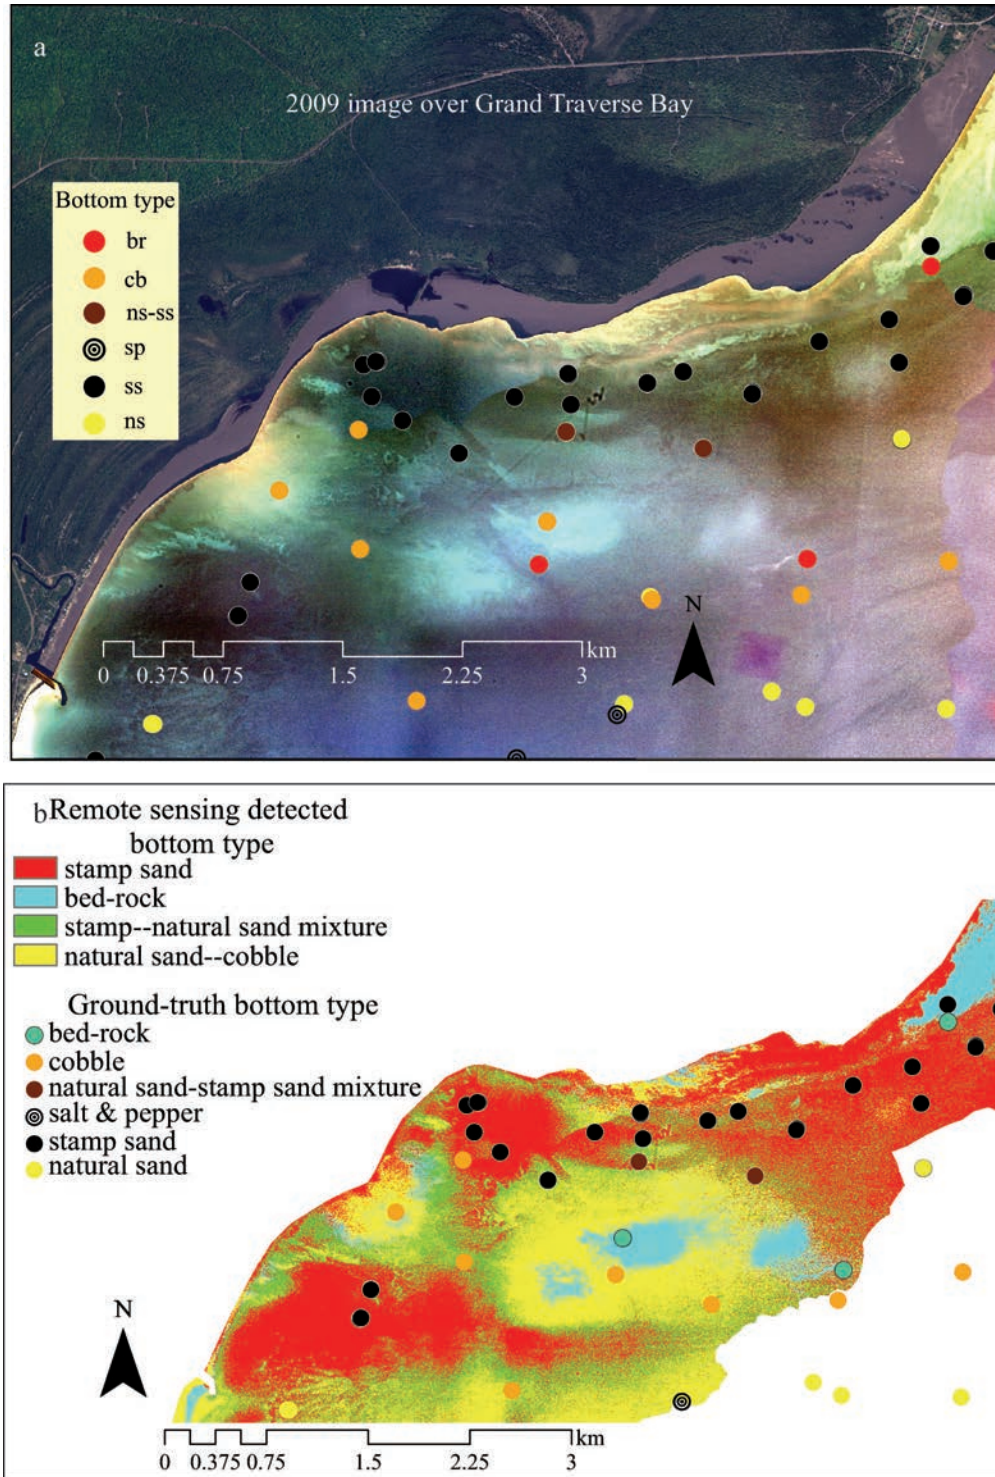 a
2009 image over Grand Traverse Bay
Bottom type
br
cb
ns-ss
sp
ss
ns
N
km
0 0.375 0.75 1.5 2.25 3
b Remote sensing detected
bottom type
stamp sand
bed-rock
stamp--natural sand mixture
natural sand--cobble
Ground-truth bottom type
bed-rock
cobble
natural sand-stamp sand mixture
salt & pepper
stamp sand
natural sand
N
km
0 0.375 0.75 1.5 2.25 3